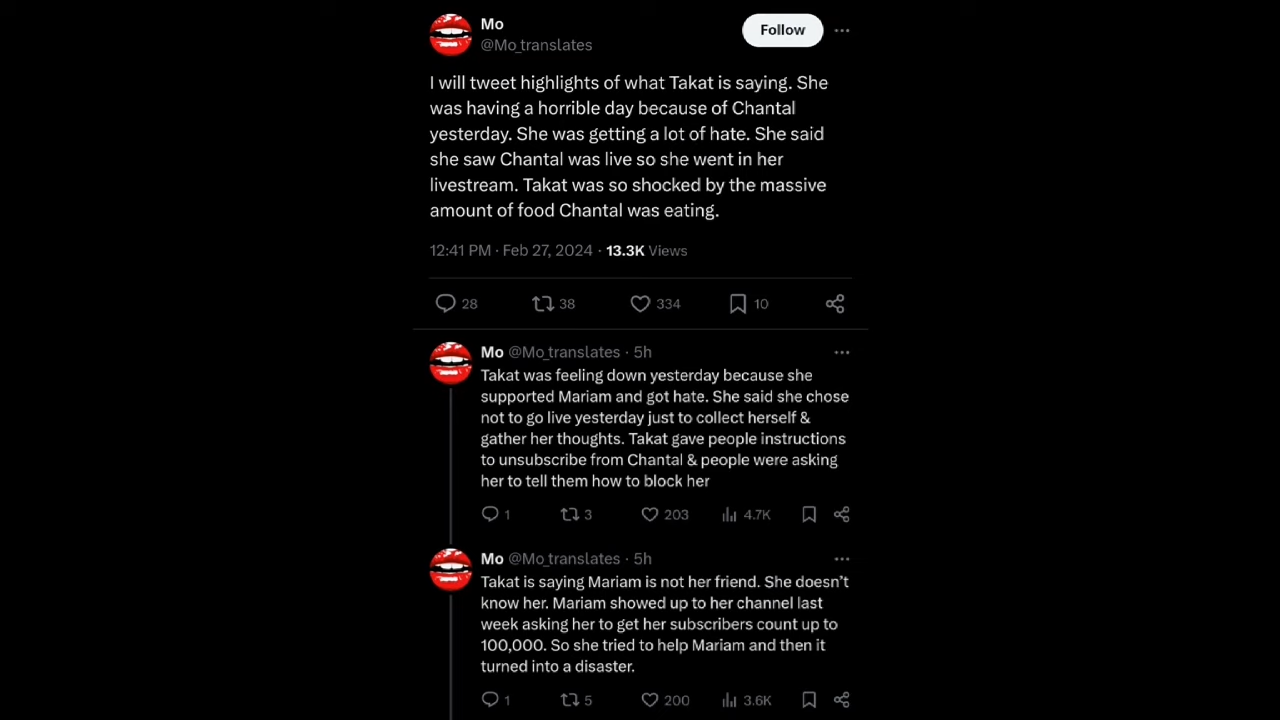 Mo
@Mo_translates
Follow
I will tweet highlights of what Takat is saying. She
was having a horrible day because of Chantal
yesterday. She was getting a lot of hate. She said
she saw Chantal was live so she went in her
livestream. Takat was so shocked by the massive
amount of food Chantal was eating.
12:41 PM · Feb 27, 2024 · 13.3K Views
28 38 334 10
Mo @Mo_translates · 5h
Takat was feeling down yesterday because she
supported Mariam and got hate. She said she chose
not to go live yesterday just to collect herself &
gather her thoughts. Takat gave people instructions
to unsubscribe from Chantal & people were asking
her to tell them how to block her
1 3 203 4.7K
Mo @Mo_translates · 5h
Takat is saying Mariam is not her friend. She doesn't
know her. Mariam showed up to her channel last
week asking her to get her subscribers count up to
100,000. So she tried to help Mariam and then it
turned into a disaster.
1 5 200 3.6K